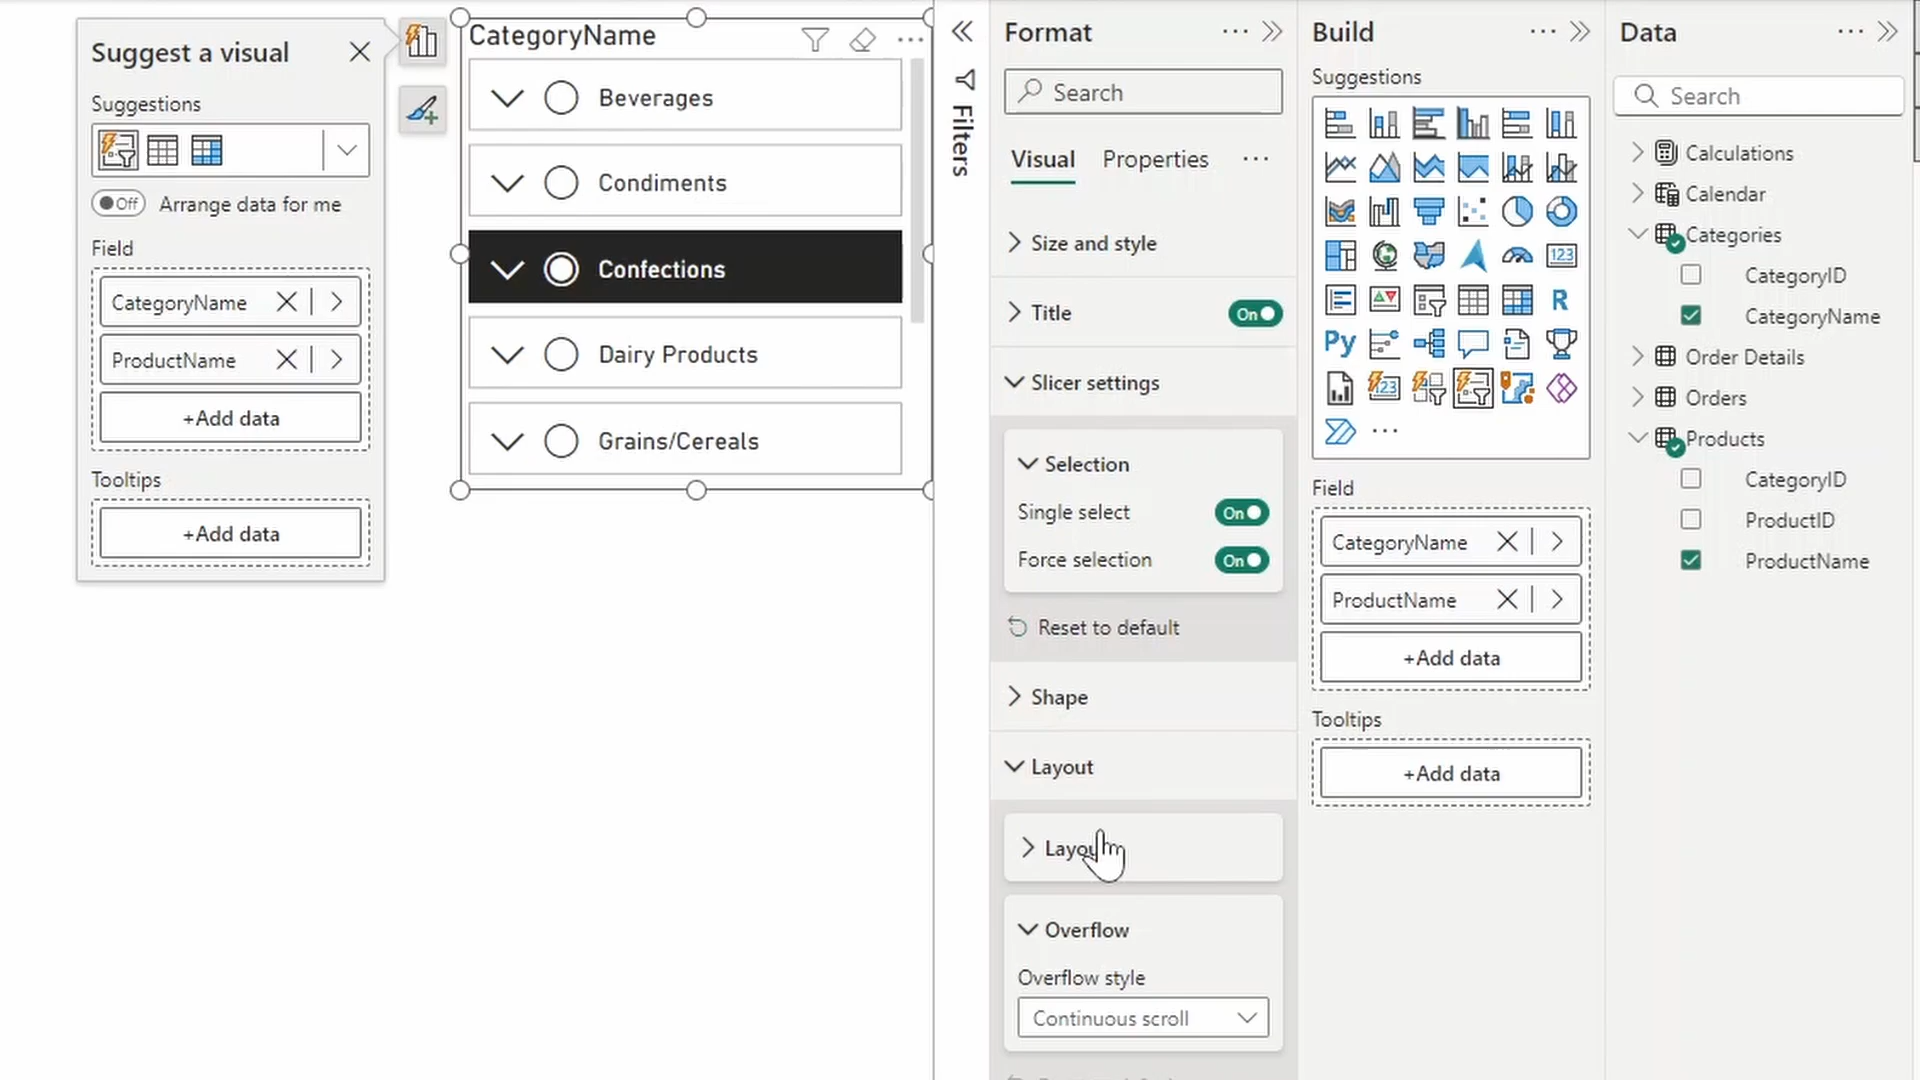 Suggest a visual
Suggestions
Off
Arrange data for me
Field
CategoryName
ProductName
+Add data
Tooltips
+Add data
CategoryName
Beverages
Condiments
Confections
Dairy Products
Grains/Cereals
Filters
Format
Search
Visual
Properties
Size and style
Title
On
Slicer settings
Selection
Single select
On
Force selection
On
Reset to default
Shape
Layout
Layout
Overflow
Overflow style
Continuous scroll
Build
Suggestions
123
R
Py
123
Field
CategoryName
ProductName
+Add data
Tooltips
+Add data
Data
Search
Calculations
Calendar
Categories
CategoryID
CategoryName
Order Details
Orders
Products
CategoryID
ProductID
ProductName